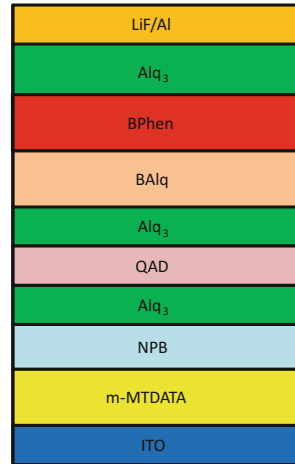 LiF/Al
Alq₃
BPhen
BAlq
Alq₃
QAD
Alq₃
NPB
m-MTDATA
ITO